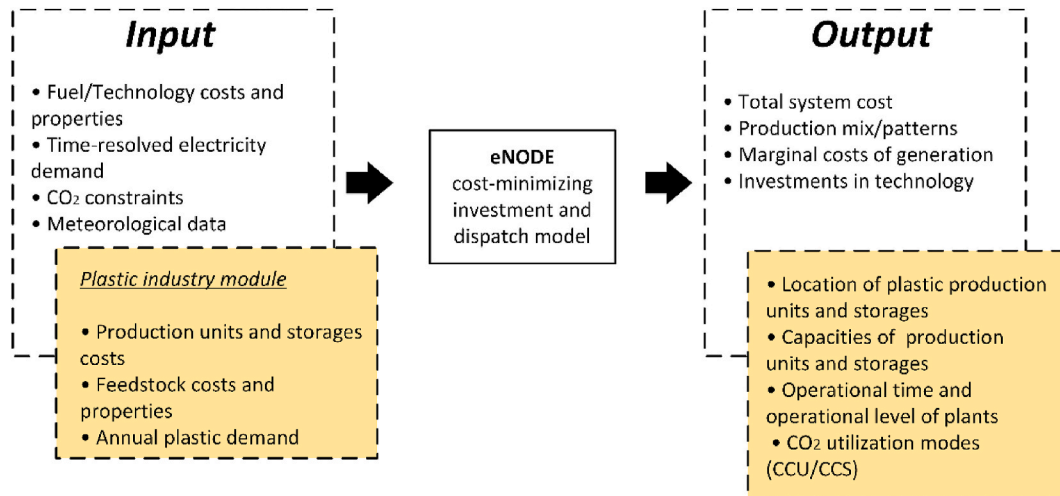 Input
• Fuel/Technology costs and
properties
• Time-resolved electricity
demand
• CO₂ constraints
• Meteorological data
Plastic industry module
• Production units and storages
costs
• Feedstock costs and
properties
• Annual plastic demand
eNODE
cost-minimizing
investment and
dispatch model
Output
• Total system cost
• Production mix/patterns
• Marginal costs of generation
• Investments in technology
• Location of plastic production
units and storages
• Capacities of production
units and storages
• Operational time and
operational level of plants
• CO₂ utilization modes
(CCU/CCS)